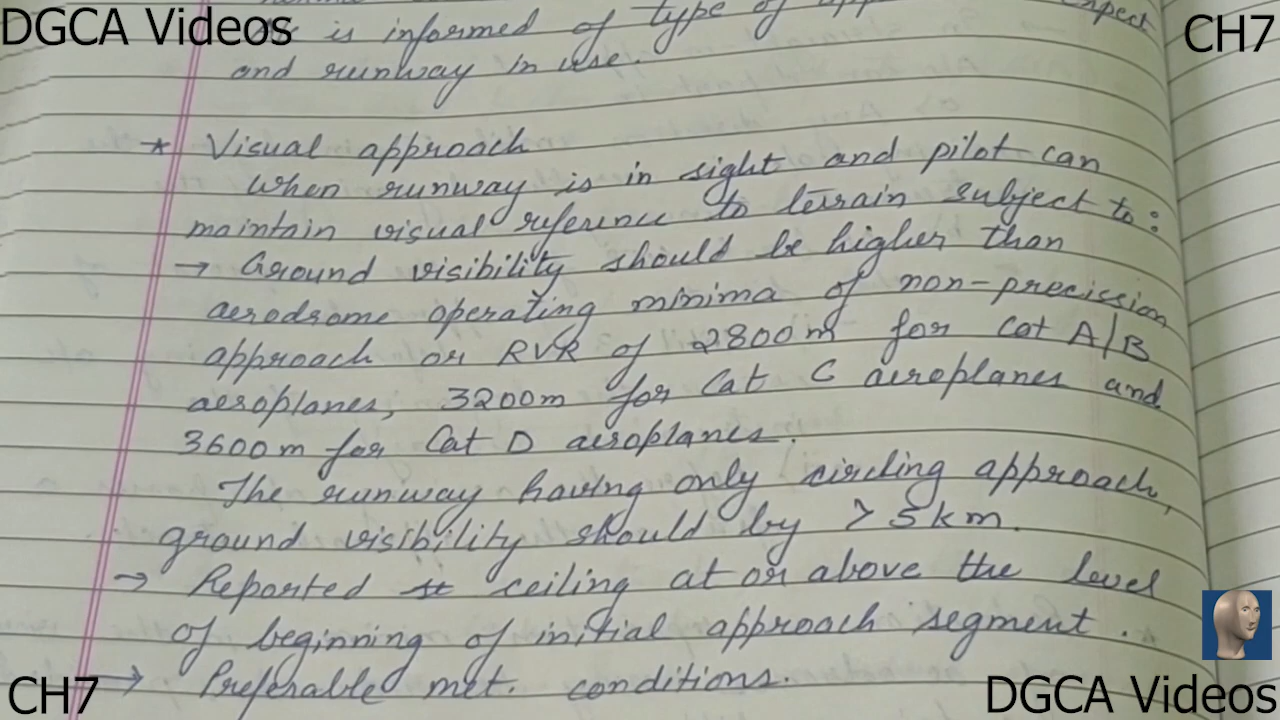 DGCA Videos
CH7
is informed of type of
and runway in use.
* Visual approach
When runway is in sight and pilot can
maintain visual reference to terrain subject to:
→ Ground visibility should be higher than
aerodrome operating minima of non-precission
approach or RVR of 2800m for Cat A/B
aeroplanes, 3200m for Cat C aeroplanes and
3600m for Cat D aeroplanes.
The runway having only circling approach,
ground visibility should by > 5km.
→ Reported ceiling at or above the level
of beginning of initial approach segment.
→ Preferable met. conditions.
CH7
DGCA Videos